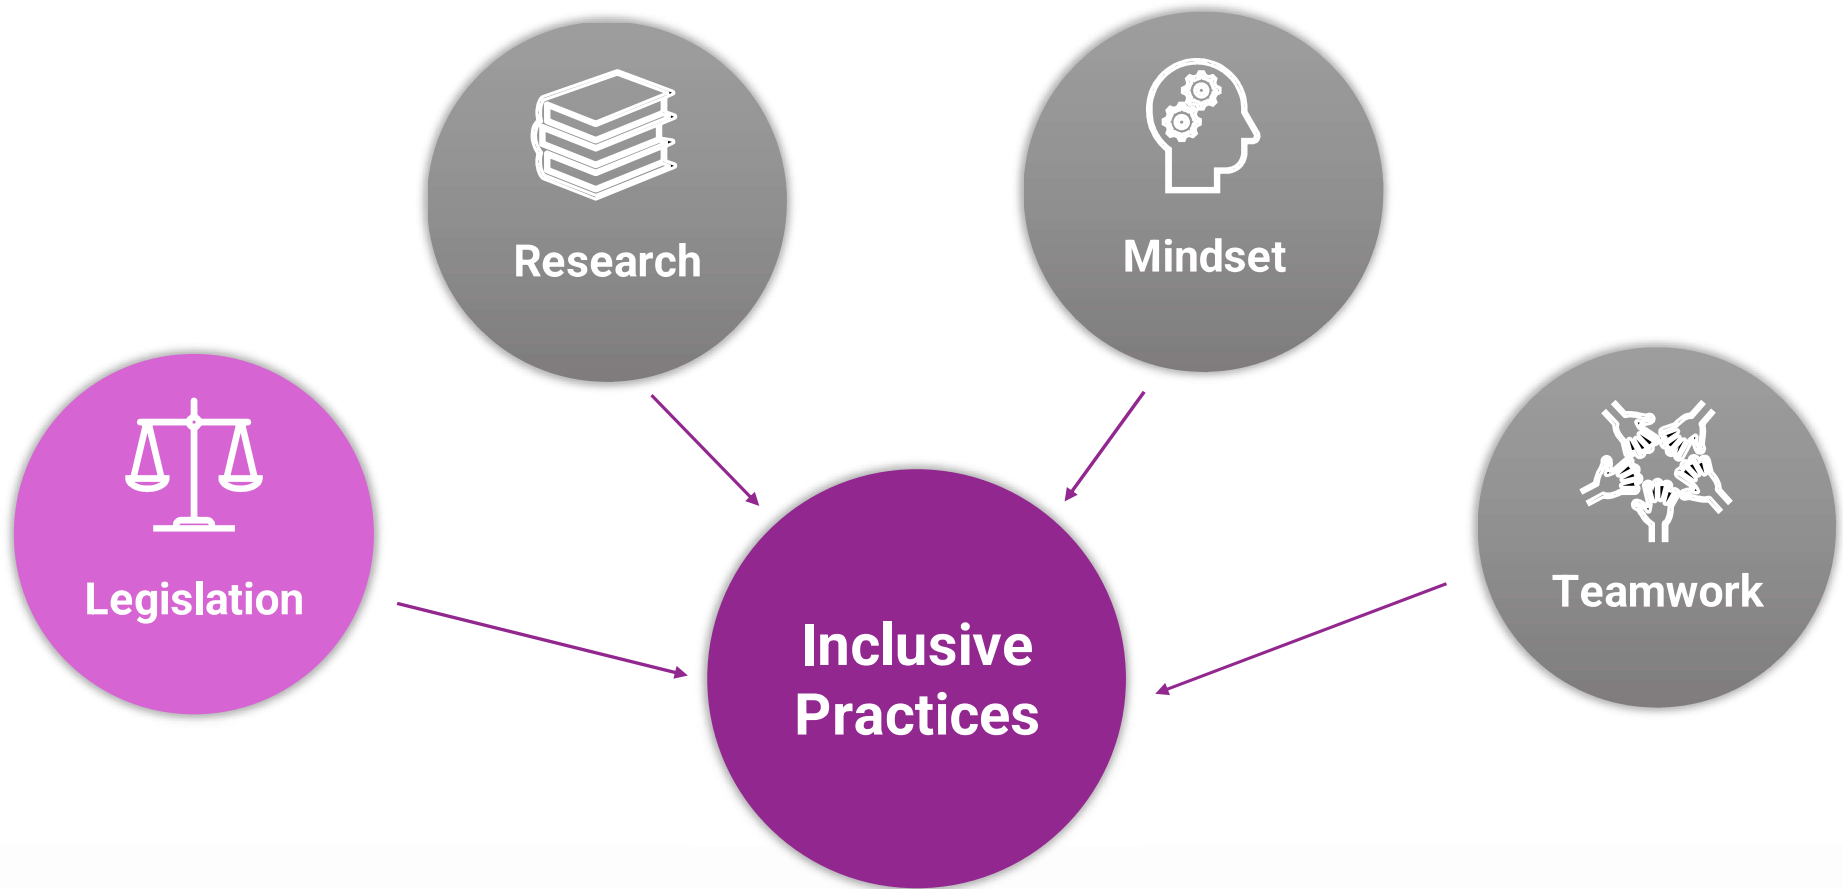 Research
Mindset
Legislation
Teamwork
Inclusive
Practices